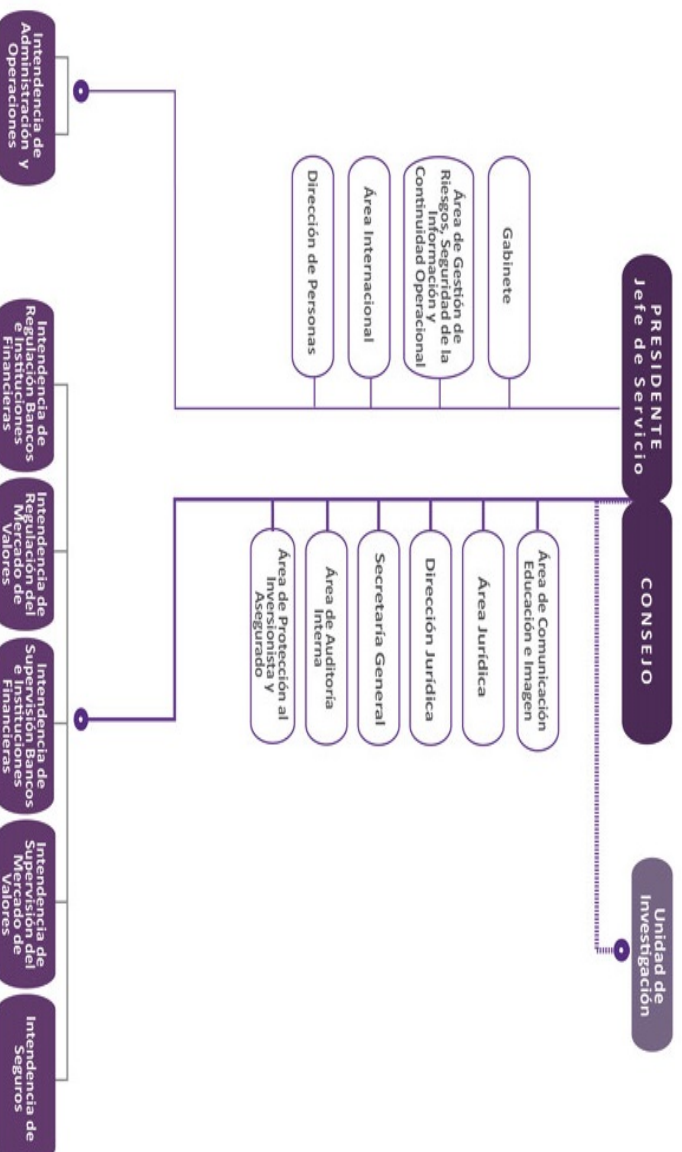 PRESIDENTE
Jefe de Servicio
CONSEJO
Unidad de
Investigación
Gabinete
Área de Gestión de
Riesgos, Seguridad de la
Información y
Continuidad Operacional
Área Internacional
Dirección de Personas
Área de Comunicación
Educación e Imagen
Área Jurídica
Dirección Jurídica
Secretaría General
Área de Auditoría
Interna
Área de Protección al
Inversionista y
Asegurado
Intendencia de
Administración y
Operaciones
Intendencia de
Regulación Bancos
e Instituciones
Financieras
Intendencia de
Regulación del
Mercado de
Valores
Intendencia de
Supervisión Bancos
e Instituciones
Financieras
Intendencia de
Supervisión del
Mercado de
Valores
Intendencia de
Seguros